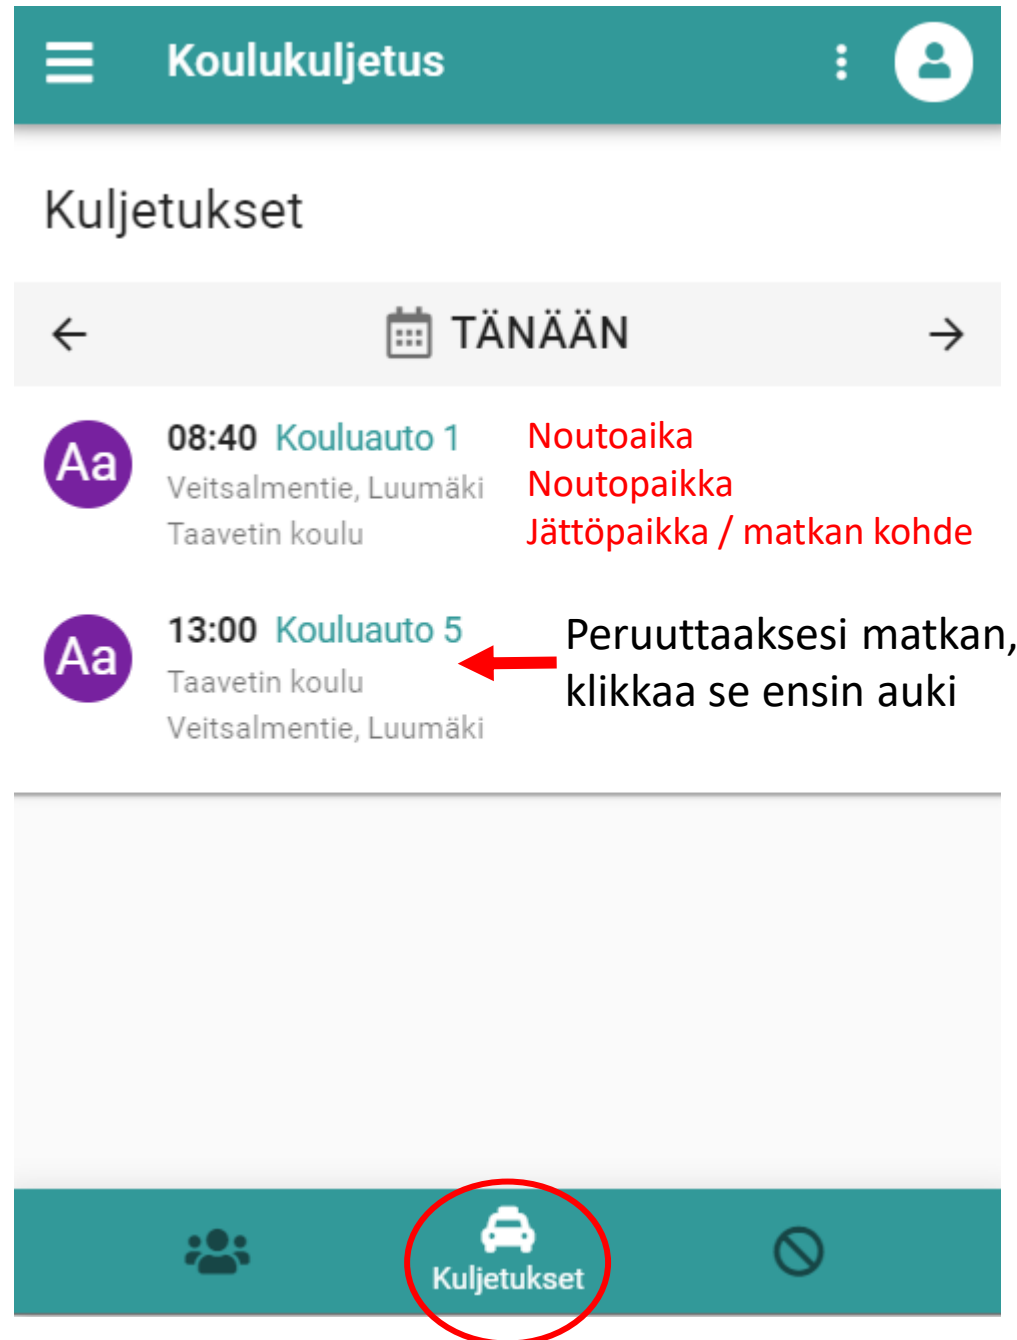 Koulukuljetus
Kuljetukset
TÄNÄÄN
Aa
08:40 Kouluauto 1
Veitsalmentie, Luumäki
Taavetin koulu
Noutoaika
Noutopaikka
Jättöpaikka / matkan kohde
Aa
13:00 Kouluauto 5
Taavetin koulu
Veitsalmentie, Luumäki
Peruuttaaksesi matkan,
klikkaa se ensin auki
Kuljetukset